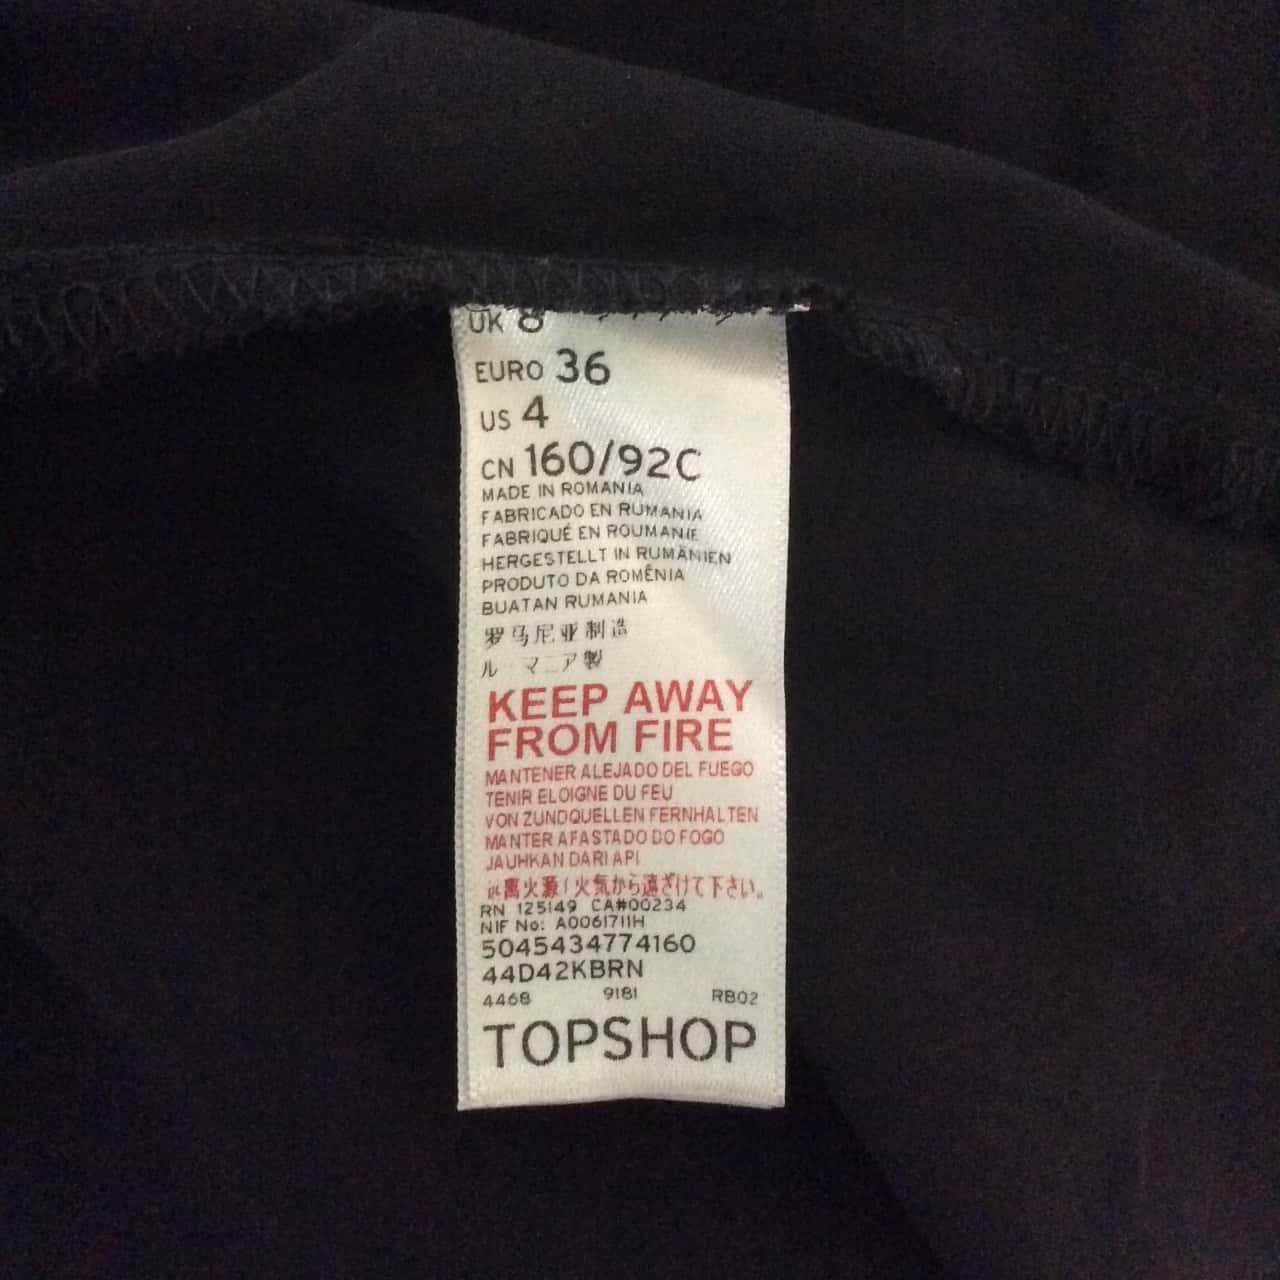 UK 8
EURO 36
US 4
CN 160/92C
MADE IN ROMANIA
FABRICADO EN RUMANIA
FABRIQUÉ EN ROUMANIE
HERGESTELLT IN RUMÄNIEN
PRODUTO DA ROMÊNIA
BUATAN RUMANIA
罗马尼亚制造
ルーマニア製
KEEP AWAY
FROM FIRE
MANTENER ALEJADO DEL FUEGO
TENIR ELOIGNE DU FEU
VON ZUNDQUELLEN FERNHALTEN
MANTER AFASTADO DO FOGO
JAUHKAN DARI API
远离火源/火気から遠ざけて下さい。
RN 125149 CA#00234
NIF No: A0061711H
5045434774160
44D42KBRN
4468 9181 RB02
TOPSHOP